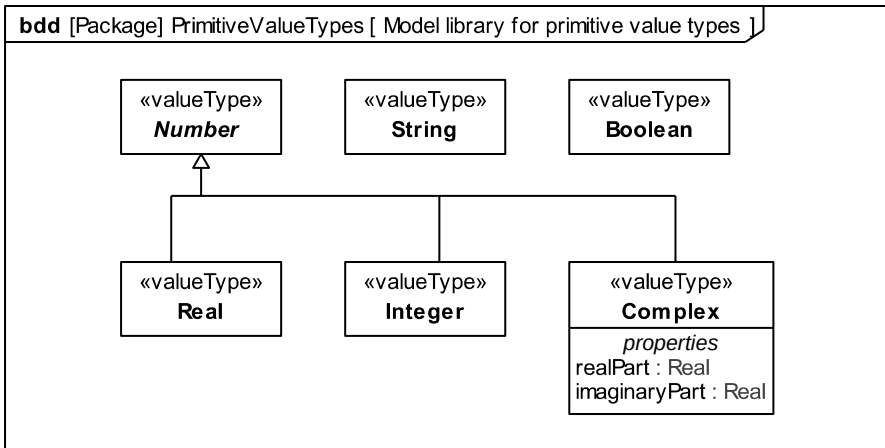 bdd [Package] PrimitiveValueTypes [ Model library for primitive value types ]
«valueType»
Number
«valueType»
String
«valueType»
Boolean
«valueType»
Real
«valueType»
Integer
«valueType»
Complex
properties
realPart : Real
imaginaryPart : Real